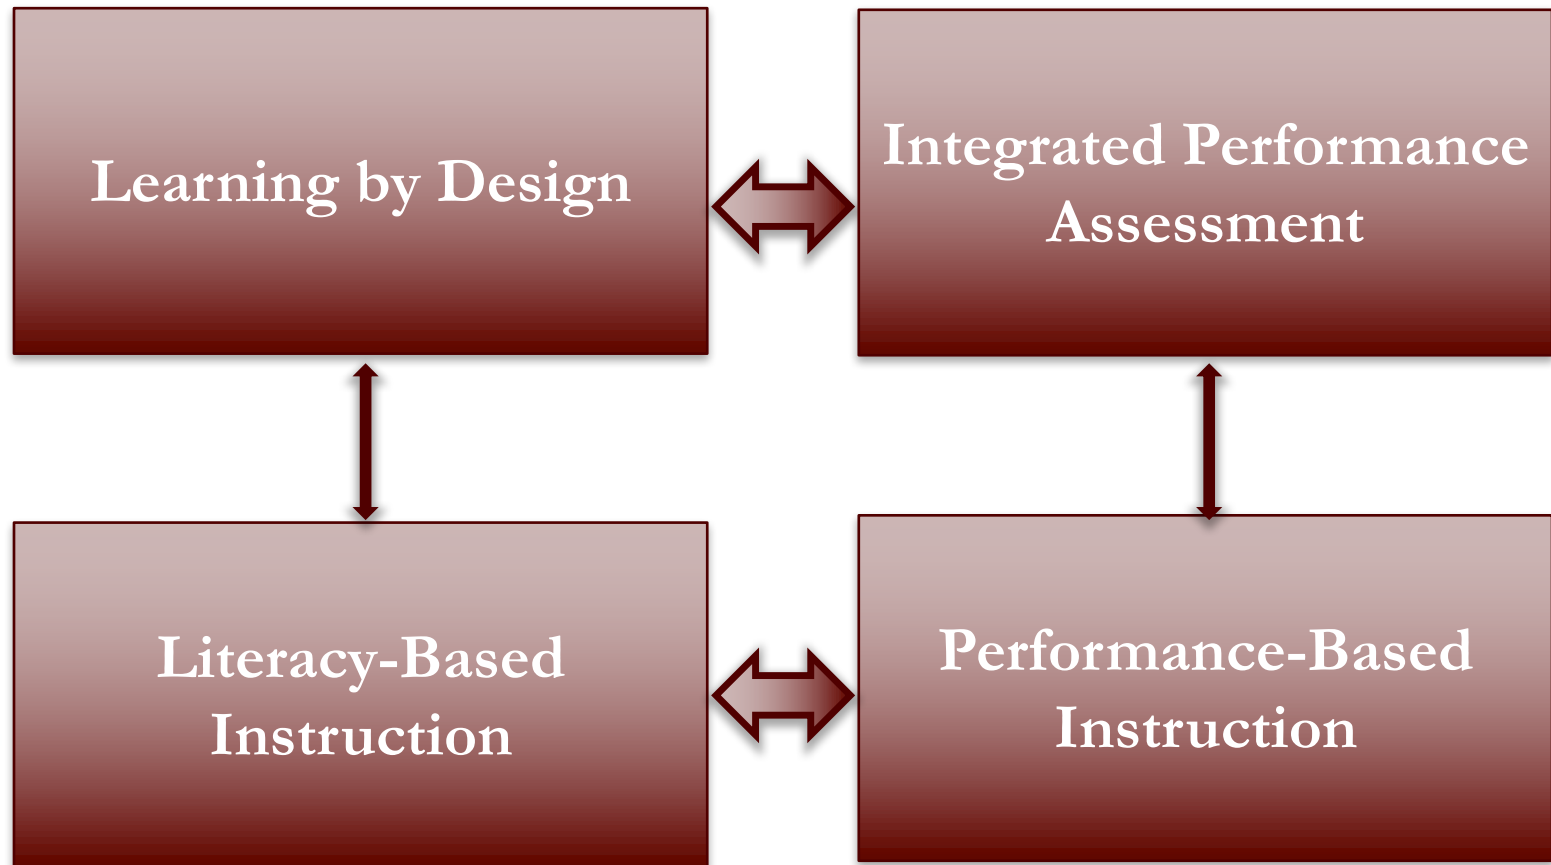 Learning by Design
Integrated Performance
Assessment
Literacy-Based
Instruction
Performance-Based
Instruction